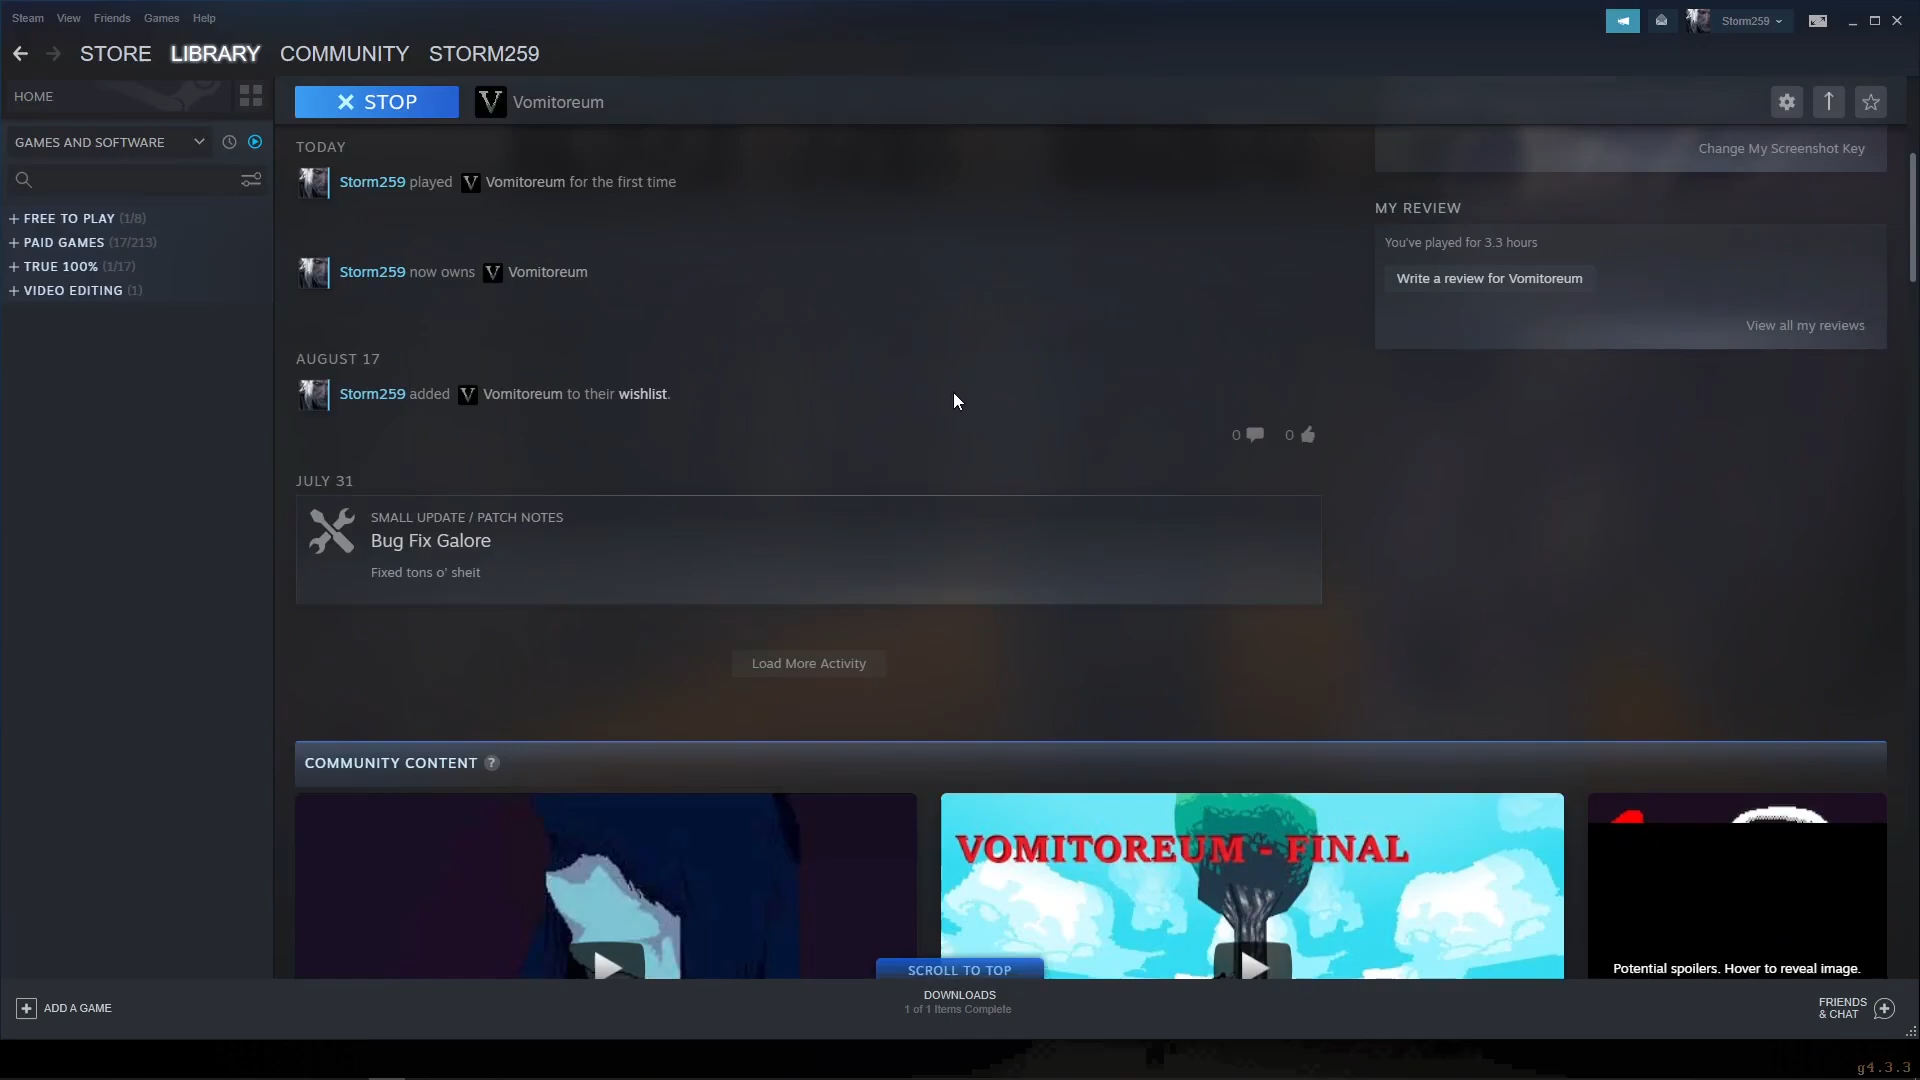 Steam View Friends Games Help
Storm259
STORE LIBRARY COMMUNITY STORM259
HOME
STOP
Vomitoreum
GAMES AND SOFTWARE
TODAY
Change My Screenshot Key
Storm259 played Vomitoreum for the first time
MY REVIEW
+ FREE TO PLAY (1/8)
+ PAID GAMES (17/213)
+ TRUE 100% (1/17)
+ VIDEO EDITING (1)
You've played for 3.3 hours
Storm259 now owns Vomitoreum
Write a review for Vomitoreum
View all my reviews
AUGUST 17
Storm259 added Vomitoreum to their wishlist.
0 0
JULY 31
SMALL UPDATE / PATCH NOTES
Bug Fix Galore
Fixed tons o' sheit
Load More Activity
COMMUNITY CONTENT ?
VOMITOREUM - FINAL
Potential spoilers. Hover to reveal image.
SCROLL TO TOP
ADD A GAME
DOWNLOADS
1 of 1 Items Complete
FRIENDS
& CHAT
g4.3.3